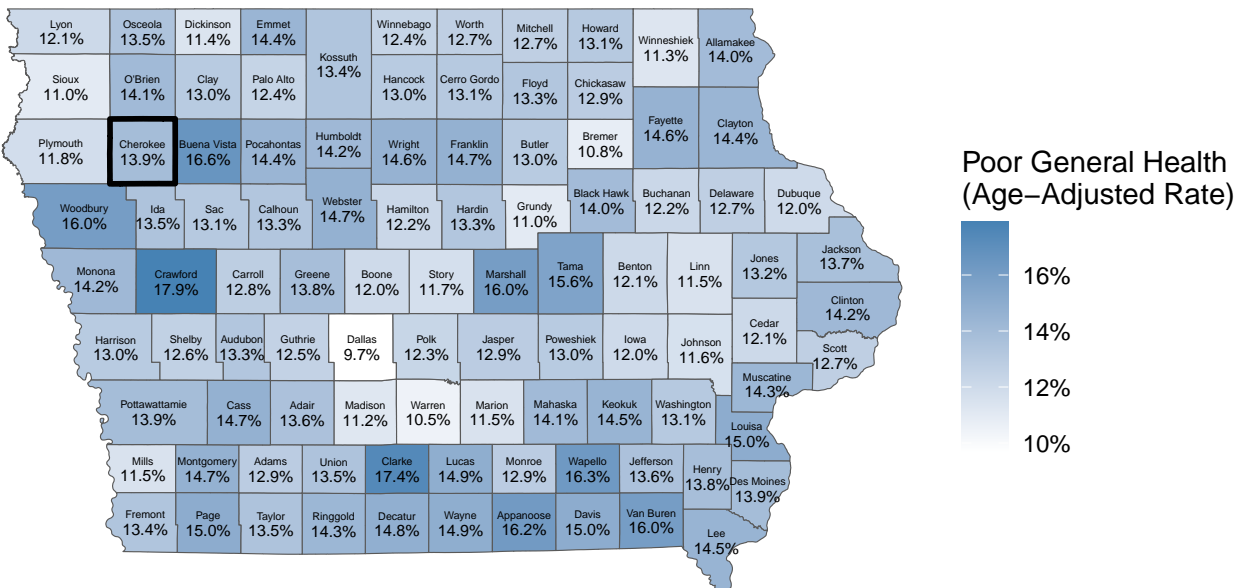 Lyon
12.1%
Osceola
13.5%
Dickinson
11.4%
Emmet
14.4%
Kossuth
13.4%
Winnebago
12.4%
Worth
12.7%
Mitchell
12.7%
Howard
13.1%
Winneshiek
11.3%
Allamakee
14.0%
Sioux
11.0%
O'Brien
14.1%
Clay
13.0%
Palo Alto
12.4%
Hancock
13.0%
Cerro Gordo
13.1%
Floyd
13.3%
Chickasaw
12.9%
Fayette
14.6%
Clayton
14.4%
Plymouth
11.8%
Cherokee
13.9%
Buena Vista
16.6%
Pocahontas
14.4%
Humboldt
14.2%
Wright
14.6%
Franklin
14.7%
Butler
13.0%
Bremer
10.8%
Woodbury
16.0%
Ida
13.5%
Sac
13.1%
Calhoun
13.3%
Webster
14.7%
Hamilton
12.2%
Hardin
13.3%
Grundy
11.0%
Black Hawk
14.0%
Buchanan
12.2%
Delaware
12.7%
Dubuque
12.0%
Monona
14.2%
Crawford
17.9%
Carroll
12.8%
Greene
13.8%
Boone
12.0%
Story
11.7%
Marshall
16.0%
Tama
15.6%
Benton
12.1%
Linn
11.5%
Jones
13.2%
Jackson
13.7%
Clinton
14.2%
Harrison
13.0%
Shelby
12.6%
Audubon
13.3%
Guthrie
12.5%
Dallas
9.7%
Polk
12.3%
Jasper
12.9%
Poweshiek
13.0%
Iowa
12.0%
Johnson
11.6%
Cedar
12.1%
Scott
12.7%
Muscatine
14.3%
Pottawattamie
13.9%
Cass
14.7%
Adair
13.6%
Madison
11.2%
Warren
10.5%
Marion
11.5%
Mahaska
14.1%
Keokuk
14.5%
Washington
13.1%
Louisa
15.0%
Mills
11.5%
Montgomery
14.7%
Adams
12.9%
Union
13.5%
Clarke
17.4%
Lucas
14.9%
Monroe
12.9%
Wapello
16.3%
Jefferson
13.6%
Henry
13.8%
Des Moines
13.9%
Fremont
13.4%
Page
15.0%
Taylor
13.5%
Ringgold
14.3%
Decatur
14.8%
Wayne
14.9%
Appanoose
16.2%
Davis
15.0%
Van Buren
16.0%
Lee
14.5%
Poor General Health
(Age−Adjusted Rate)
16%
14%
12%
10%